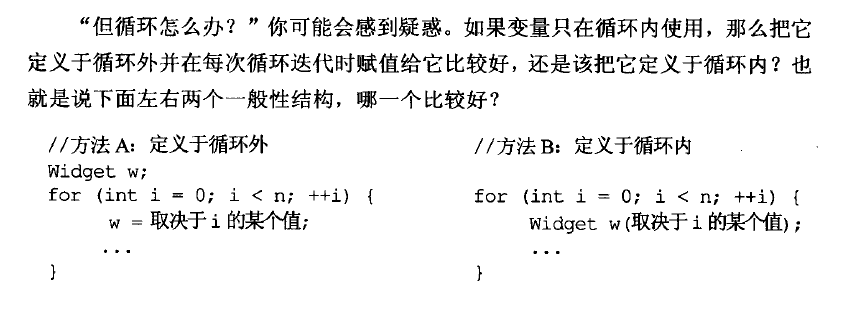 “但循环怎么办？”你可能会感到疑惑。如果变量只在循环内使用，那么把它
定义于循环外并在每次循环迭代时赋值给它比较好，还是该把它定义于循环内？也
就是说下面左右两个一般性结构，哪一个比较好？
//方法 A：定义于循环外
Widget w;
for (int i = 0; i < n; ++i) {
w = 取决于 i 的某个值;
...
}
//方法 B：定义于循环内
for (int i = 0; i < n; ++i) {
Widget w(取决于 i 的某个值);
...
}